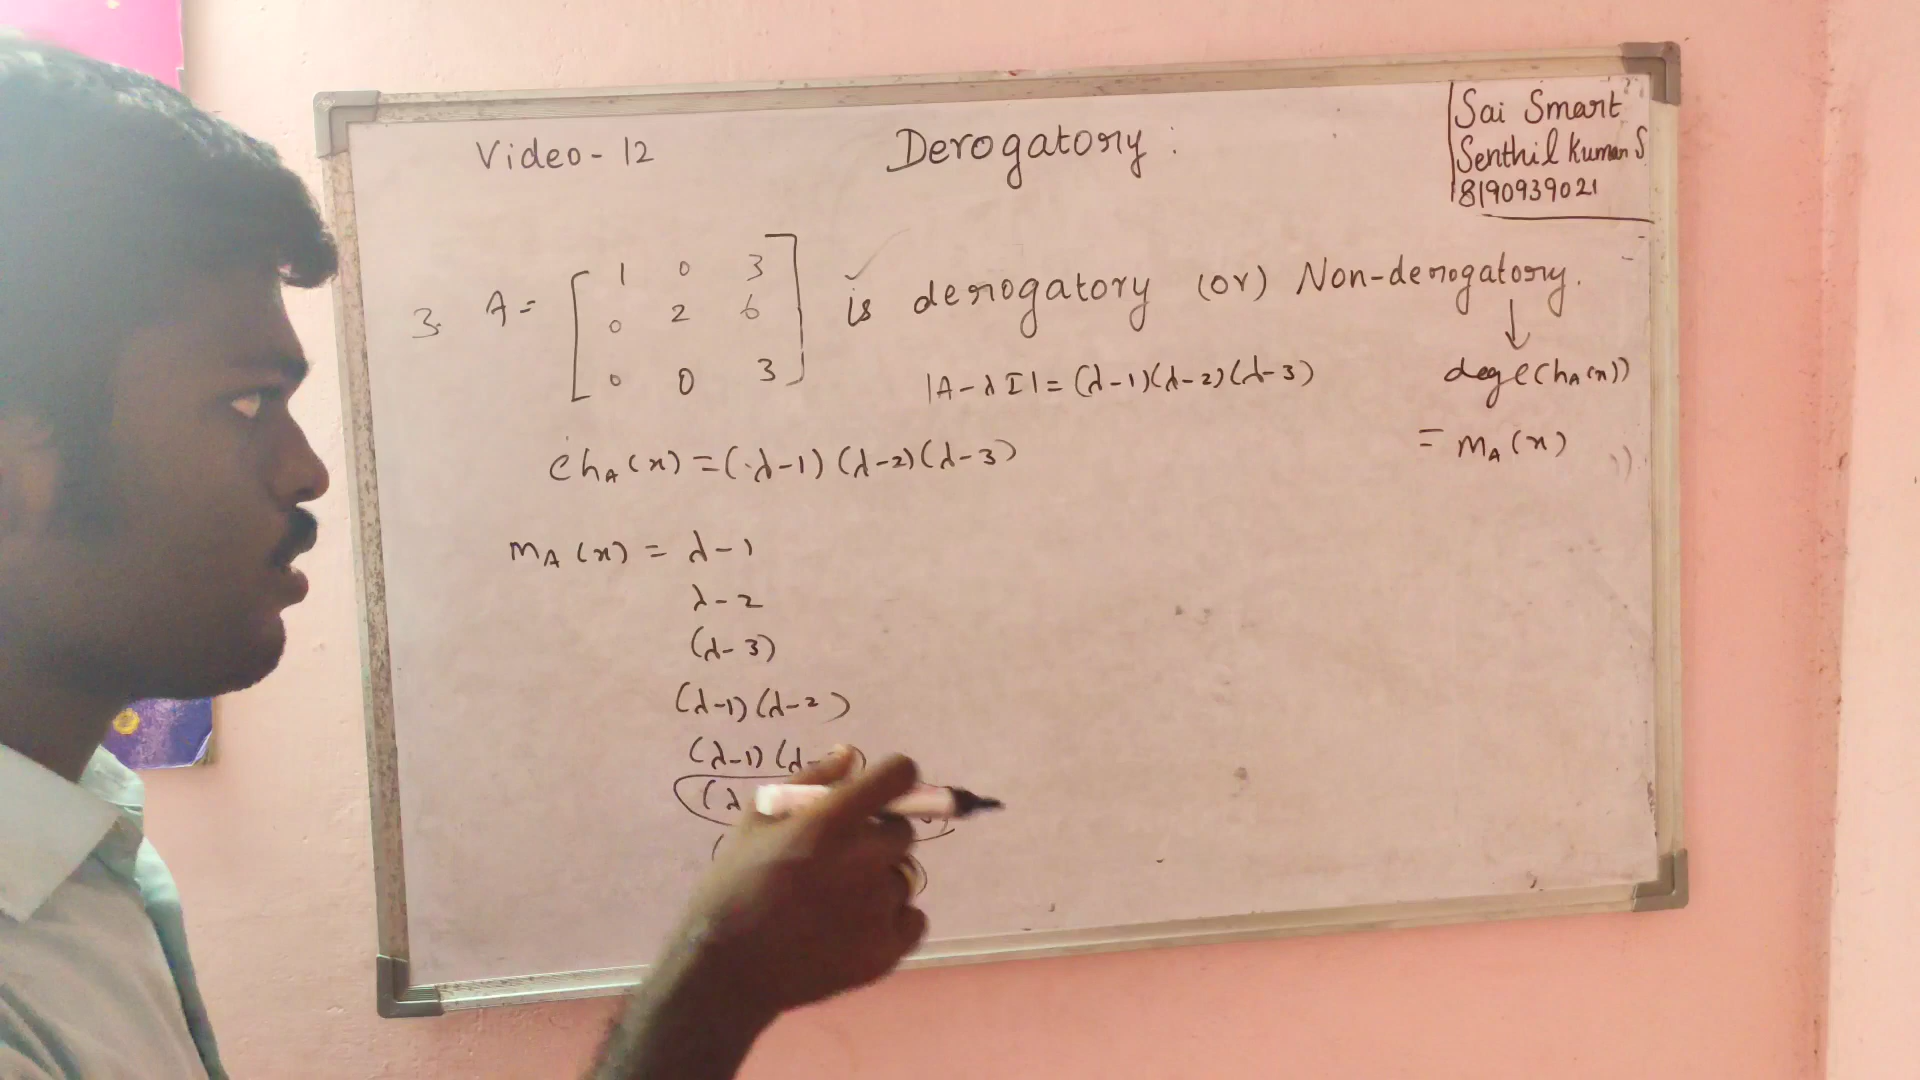 Video - 12
Derogatory :
Sai Smart
Senthil Kumar S
8190939021
3. A = [ 1 0 3
0 2 6
0 0 3 ] is derogatory (or) Non-derogatory.
↓
|A - λI| = (λ-1)(λ-2)(λ-3)
deg(ch_A(x))
= m_A(x)
ch_A(x) = (λ-1)(λ-2)(λ-3)
m_A(x) = λ-1
λ-2
(λ-3)
(λ-1)(λ-2)
(λ-1)(λ-
(λ
(